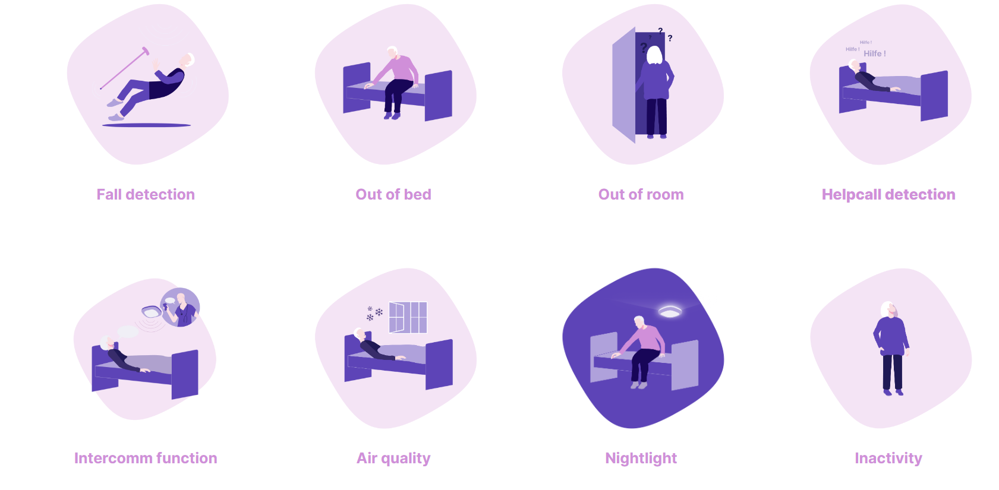 ?
?
?
?
Hilfe !
Hilfe !
Hilfe !
Fall detection
Out of bed
Out of room
Helpcall detection
Intercomm function
Air quality
Nightlight
Inactivity